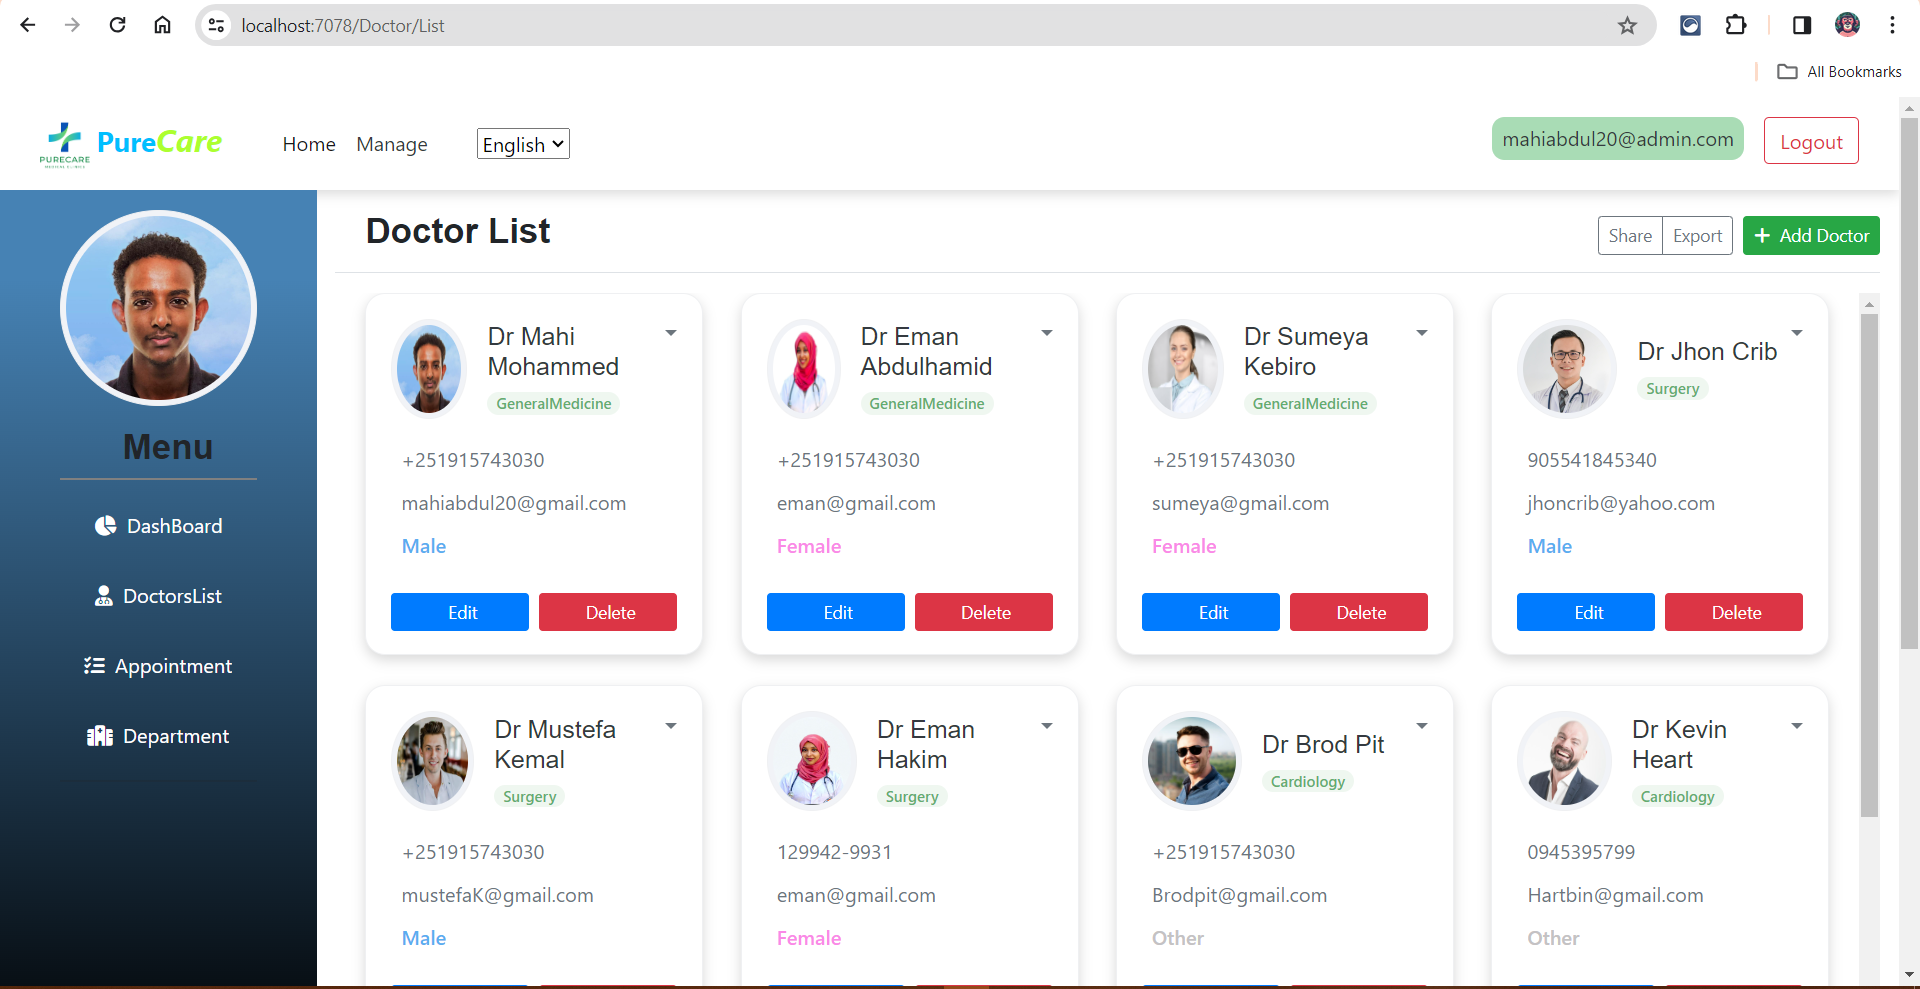 localhost:7078/Doctor/List
All Bookmarks
PURECARE
PureCare
Home
Manage
English
mahiabdul20@admin.com
Logout
Menu
DashBoard
DoctorsList
Appointment
Department
Doctor List
Share
Export
Add Doctor
Dr Mahi
Mohammed
GeneralMedicine
+251915743030
mahiabdul20@gmail.com
Male
Edit
Delete
Dr Eman
Abdulhamid
GeneralMedicine
+251915743030
eman@gmail.com
Female
Edit
Delete
Dr Sumeya
Kebiro
GeneralMedicine
+251915743030
sumeya@gmail.com
Female
Edit
Delete
Dr Jhon Crib
Surgery
905541845340
jhoncrib@yahoo.com
Male
Edit
Delete
Dr Mustefa
Kemal
Surgery
+251915743030
mustefaK@gmail.com
Male
Dr Eman
Hakim
Surgery
129942-9931
eman@gmail.com
Female
Dr Brod Pit
Cardiology
+251915743030
Brodpit@gmail.com
Other
Dr Kevin
Heart
Cardiology
0945395799
Hartbin@gmail.com
Other